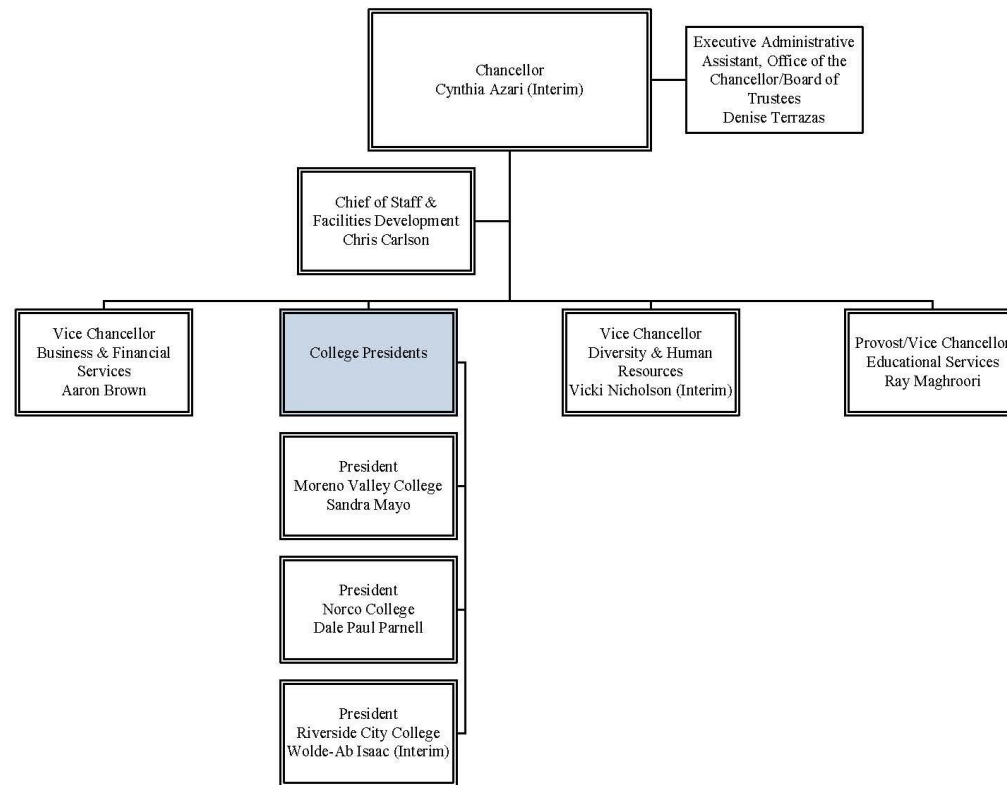 Chancellor
Cynthia Azari (Interim)
Executive Administrative
Assistant, Office of the
Chancellor/Board of
Trustees
Denise Terrazas
Chief of Staff &
Facilities Development
Chris Carlson
Vice Chancellor
Business & Financial
Services
Aaron Brown
College Presidents
Vice Chancellor
Diversity & Human
Resources
Vicki Nicholson (Interim)
Provost/Vice Chancellor
Educational Services
Ray Maghroori
President
Moreno Valley College
Sandra Mayo
President
Norco College
Dale Paul Parnell
President
Riverside City College
Wolde-Ab Isaac (Interim)